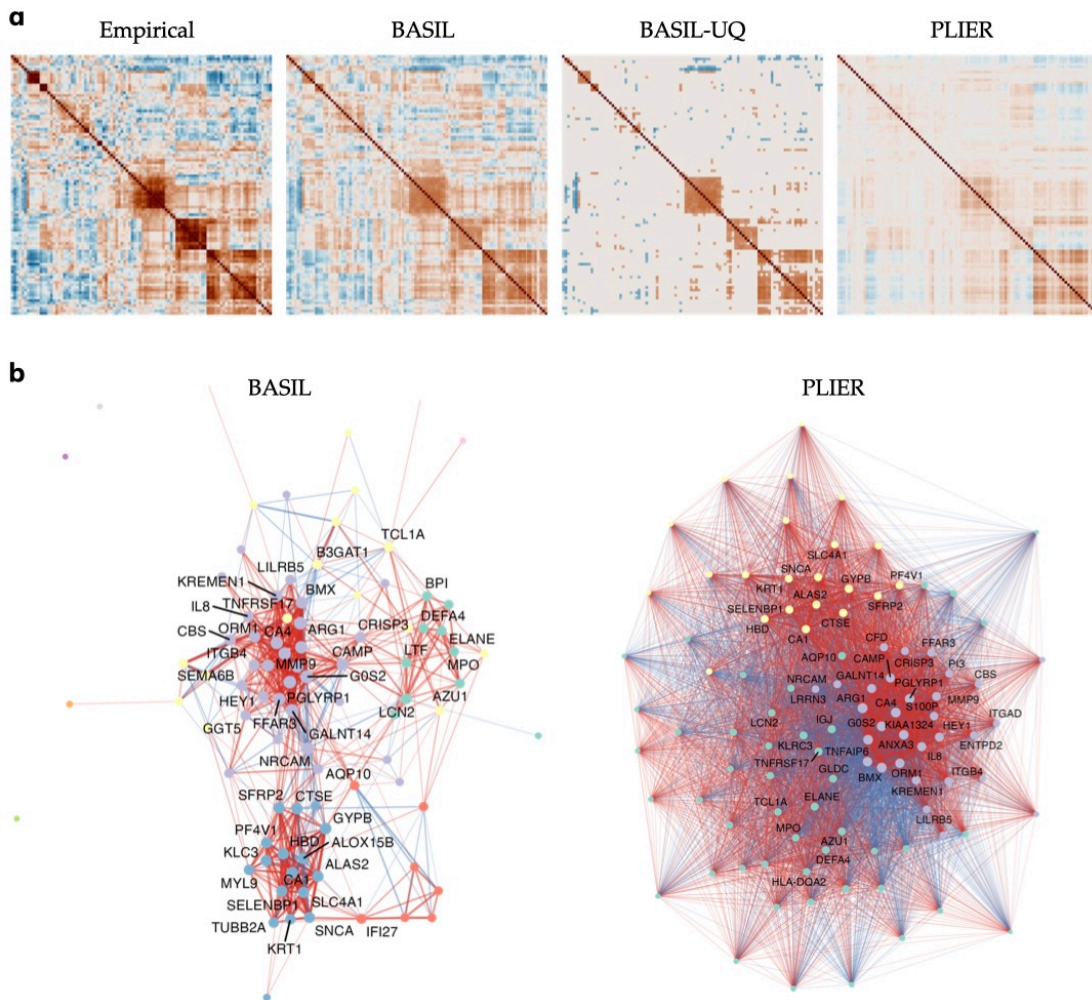 a
Empirical BASIL BASIL-UQ PLIER
b
BASIL
TCL1A
B3GAT1
LILRB5
KREMEN1
BMX
BPI
IL8
TNFRSF17
CRISP3
DEFA4
ORM1
CA4
ARG1
CBS
ELANE
CAMP
LTF
ITGB4
MMP9
G0S2
MPO
SEMA6B
PGLYRP1
AZU1
HEY1
LCN2
GGT5
FFAR3
GALNT14
NRCAM
AQP10
SFRP2
CTSE
GYPB
PF4V1
HBD
ALOX15B
KLC3
ALAS2
MYL9
CA1
SELENBP1
SLC4A1
TUBB2A
SNCA
IFI27
KRT1
PLIER
SLC4A1
SNCA
PF4V1
KRT1
GYPB
ALAS2
SELENBP1
SFRP2
HBD
CTSE
CA1
CFD
FFAR3
AQP10
CAMP
CRISP3
PI3
NRCAM
GALNT14
PGLYRP1
CBS
LRRN3
ARG1
CA4
S100P
MMP9
LCN2
IGJ
G0S2
KIAA1324
HEY1
ITGAD
KLRC3
TNFAIP6
ANXA3
IL8
ENTPD2
TNFRSF17
GLDC
BMX
ORM1
ITGB4
KREMEN1
TCL1A
ELANE
LILRB5
MPO
AZU1
DEFA4
HLA-DQA2